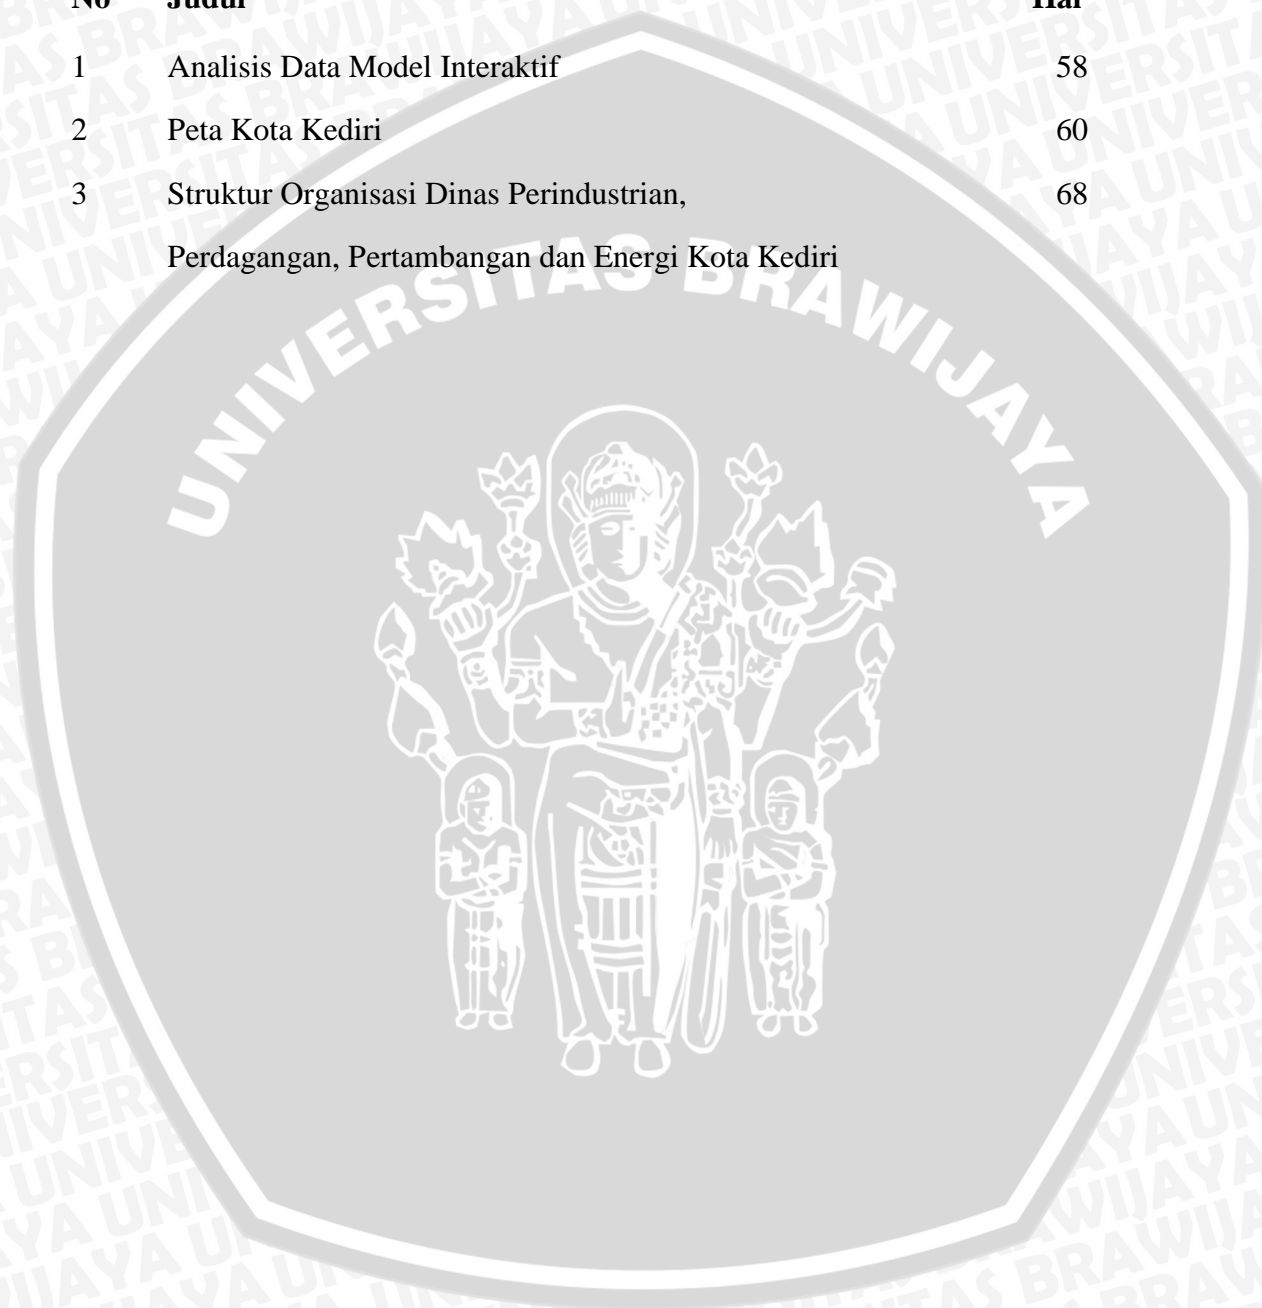 No Judul Hal
1 Analisis Data Model Interaktif 58
2 Peta Kota Kediri 60
3 Struktur Organisasi Dinas Perindustrian, 68
Perdagangan, Pertambangan dan Energi Kota Kediri
UNIVERSITAS BRAWIJAYA